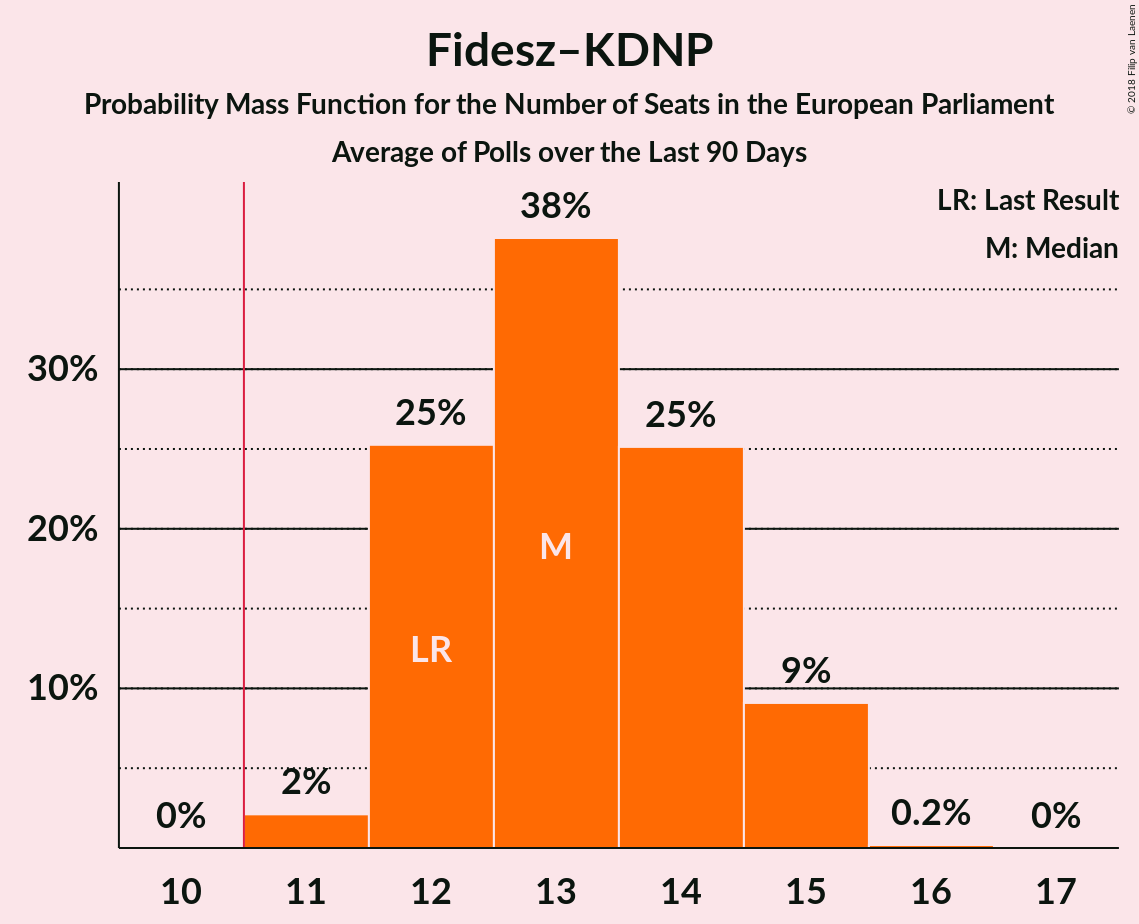 Fidesz–KDNP
Probability Mass Function for the Number of Seats in the European Parliament
Average of Polls over the Last 90 Days
© 2018 Filip van Laenen
LR: Last Result
M: Median
38%
30%
25%
25%
20%
M
LR
10%
9%
2%
0%
0.2%
0%
10 11 12 13 14 15 16 17